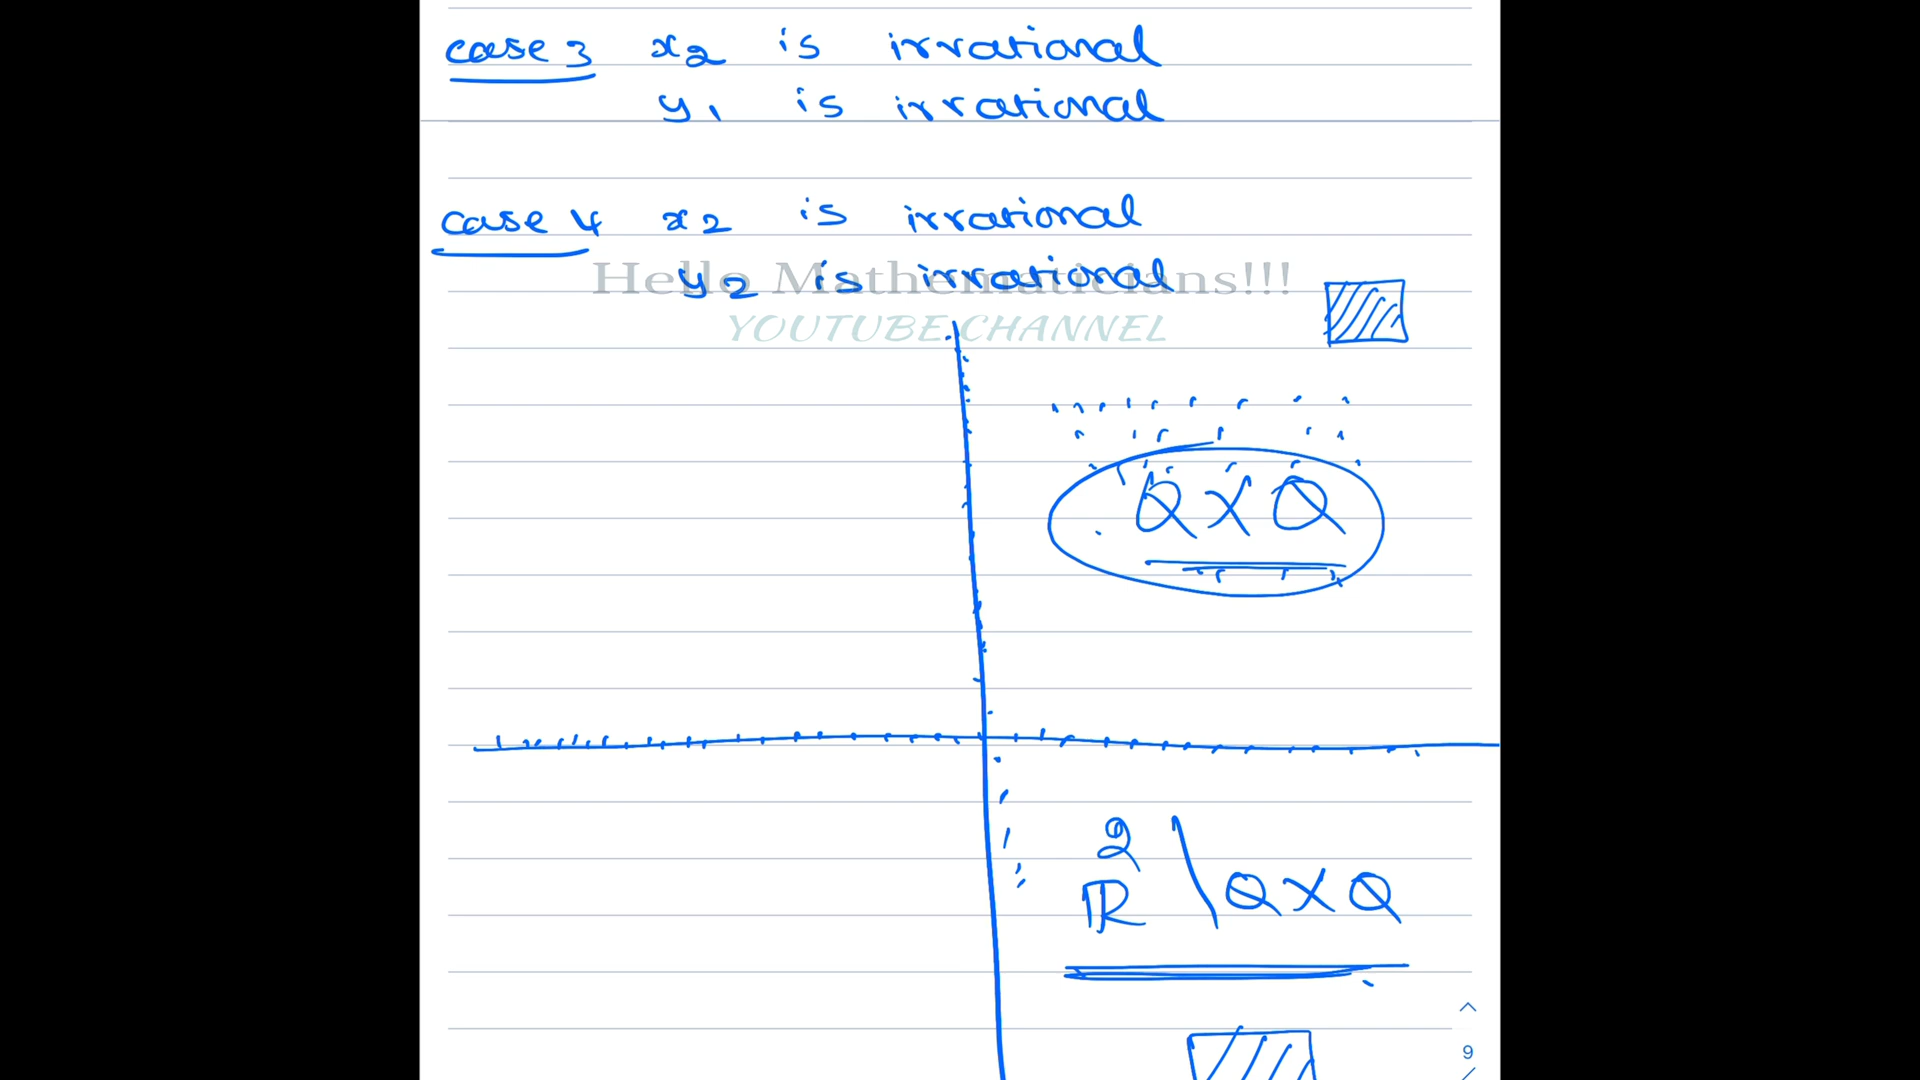 case 3 x2 is irrational
y1 is irrational
case 4 x2 is irrational
y2 is irrational
Hello Mathematicians!!!
YOUTUBE CHANNEL
Q×Q
ℝ² \ Q×Q
9